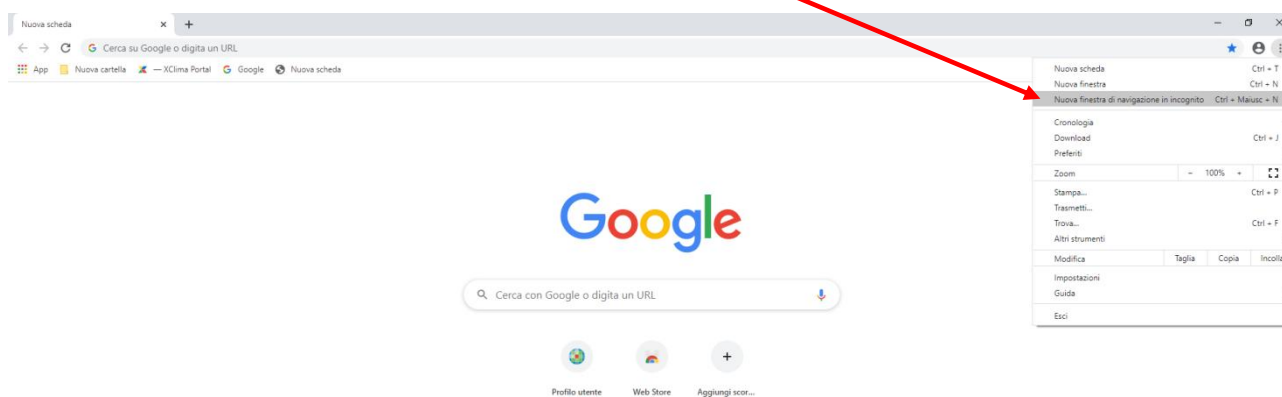 Nuova scheda
Cerca su Google o digita un URL
App Nuova cartella — XClima Portal Google Nuova scheda
Nuova scheda Ctrl + T
Nuova finestra Ctrl + N
Nuova finestra di navigazione in incognito Ctrl + Maiusc + N
Cronologia
Download Ctrl + J
Preferiti
Zoom - 100% +
Stampa... Ctrl + P
Trasmetti...
Trova... Ctrl + F
Altri strumenti
Modifica Taglia Copia Incolla
Impostazioni
Guida
Esci
Google
Cerca con Google o digita un URL
Profilo utente Web Store Aggiungi scor...